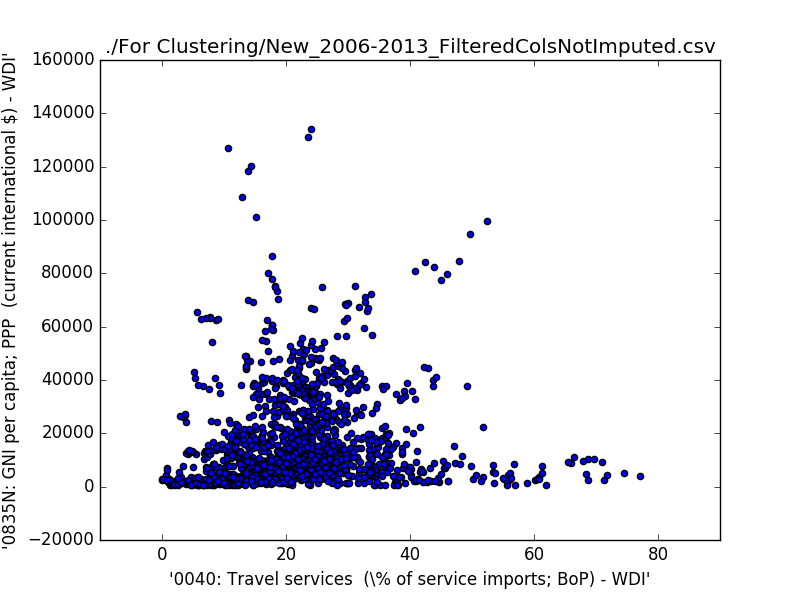 ./For Clustering/New_2006-2013_FilteredColsNotImputed.csv
160000
140000
120000
100000
80000
60000
40000
20000
0
−20000
0 20 40 60 80
'0835N: GNI per capita; PPP  (current international $) - WDI'
'0040: Travel services  (\% of service imports; BoP) - WDI'